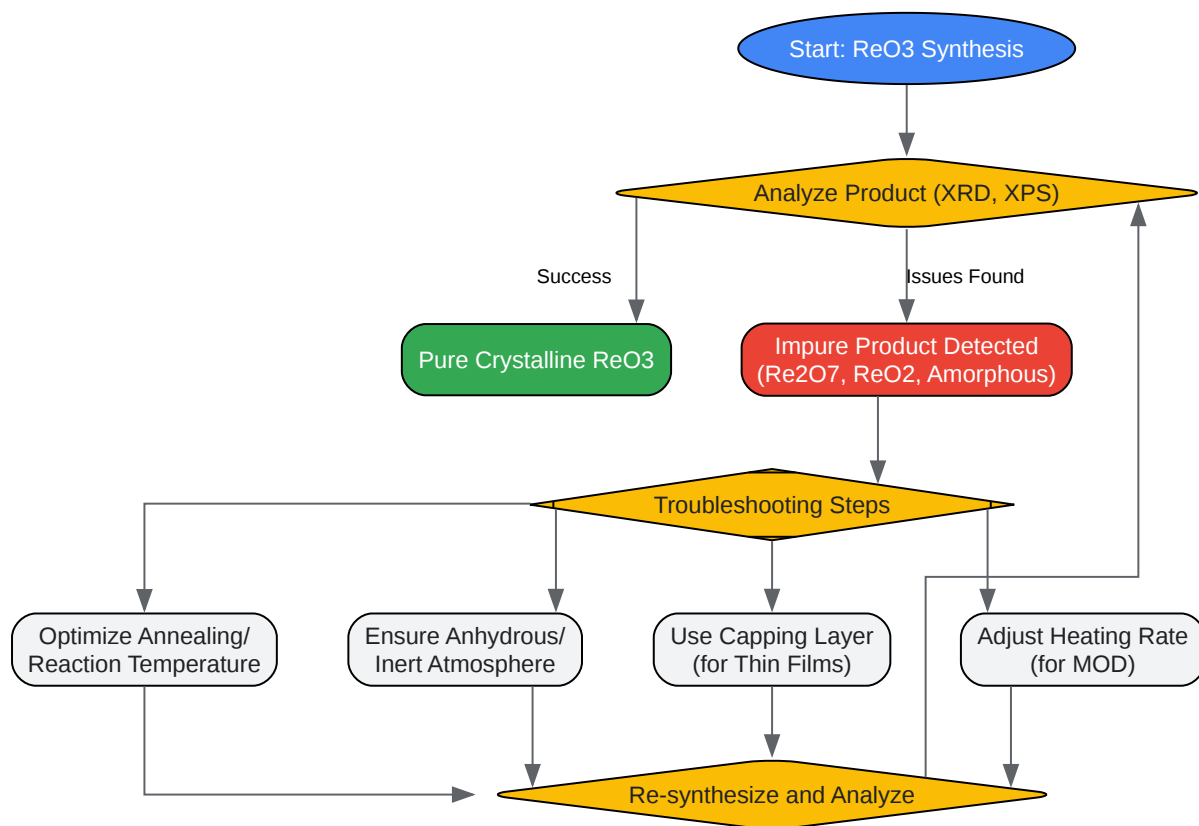 Start: ReO3 Synthesis
Analyze Product (XRD, XPS)
Success
Issues Found
Pure Crystalline ReO3
Impure Product Detected
(Re2O7, ReO2, Amorphous)
Troubleshooting Steps
Optimize Annealing/
Reaction Temperature
Ensure Anhydrous/
Inert Atmosphere
Use Capping Layer
(for Thin Films)
Adjust Heating Rate
(for MOD)
Re-synthesize and Analyze